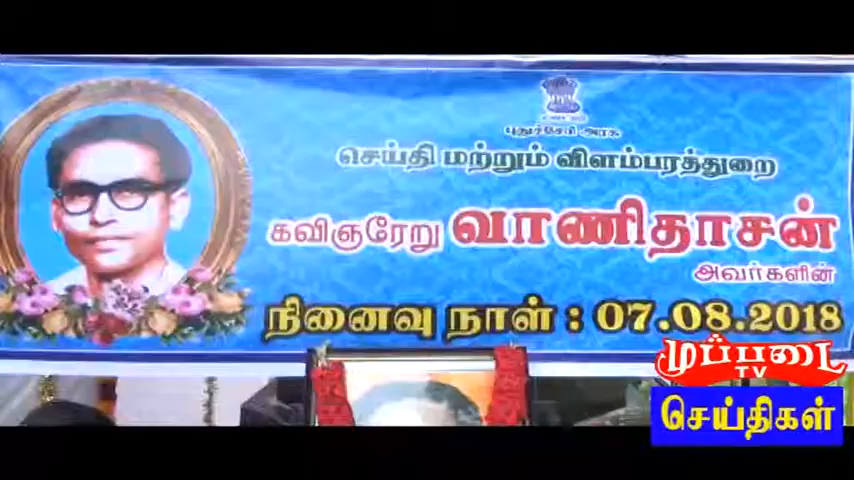 புதுச்சேரி அரசு
செய்தி மற்றும் விளம்பரத்துறை
கவிஞரேறு வாணிதாசன்
அவர்களின்
நினைவு நாள் : 07.08.2018
முப்படை
TV
செய்திகள்